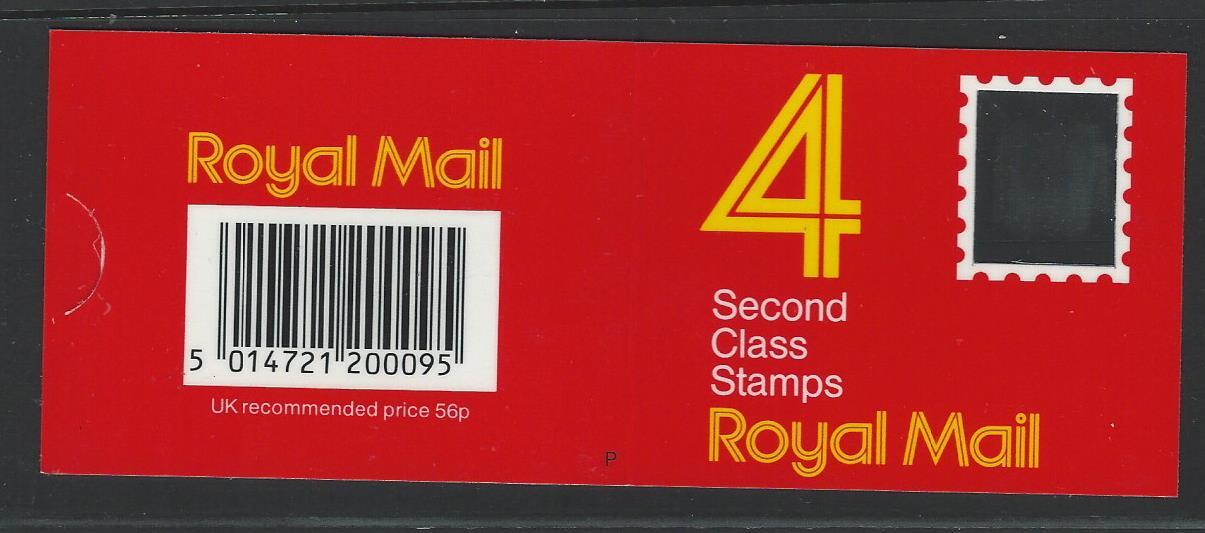 Royal Mail
5 014721 200095
UK recommended price 56p
P
4
Second
Class
Stamps
Royal Mail